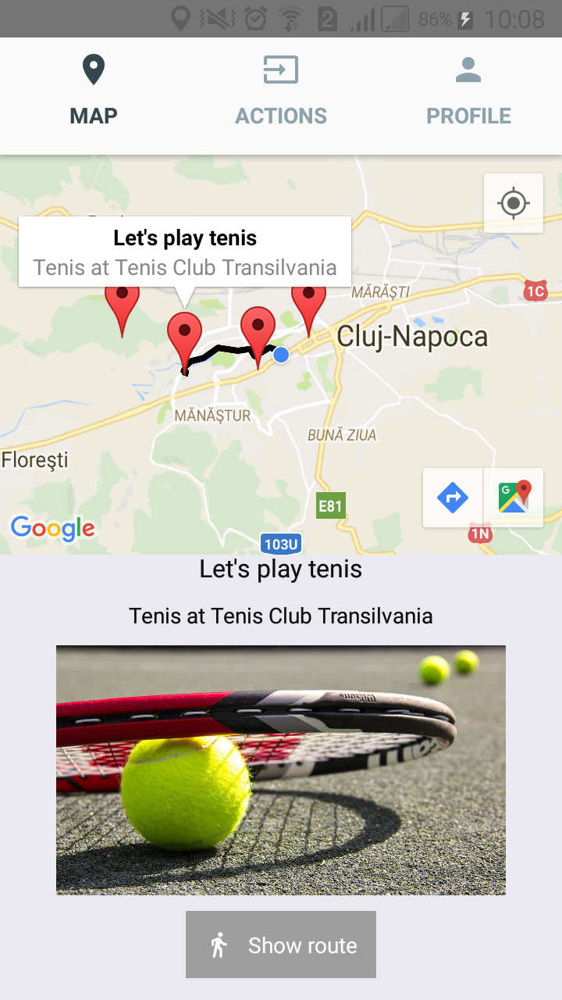 2
86%
10:08
MAP
ACTIONS
PROFILE
Let's play tenis
Tenis at Tenis Club Transilvania
MĂRĂŞTI
1C
Cluj-Napoca
MĂNĂŞTUR
BUNĂ ZIUA
Floreşti
G
E81
Google
1N
103U
Let's play tenis
Tenis at Tenis Club Transilvania
Show route